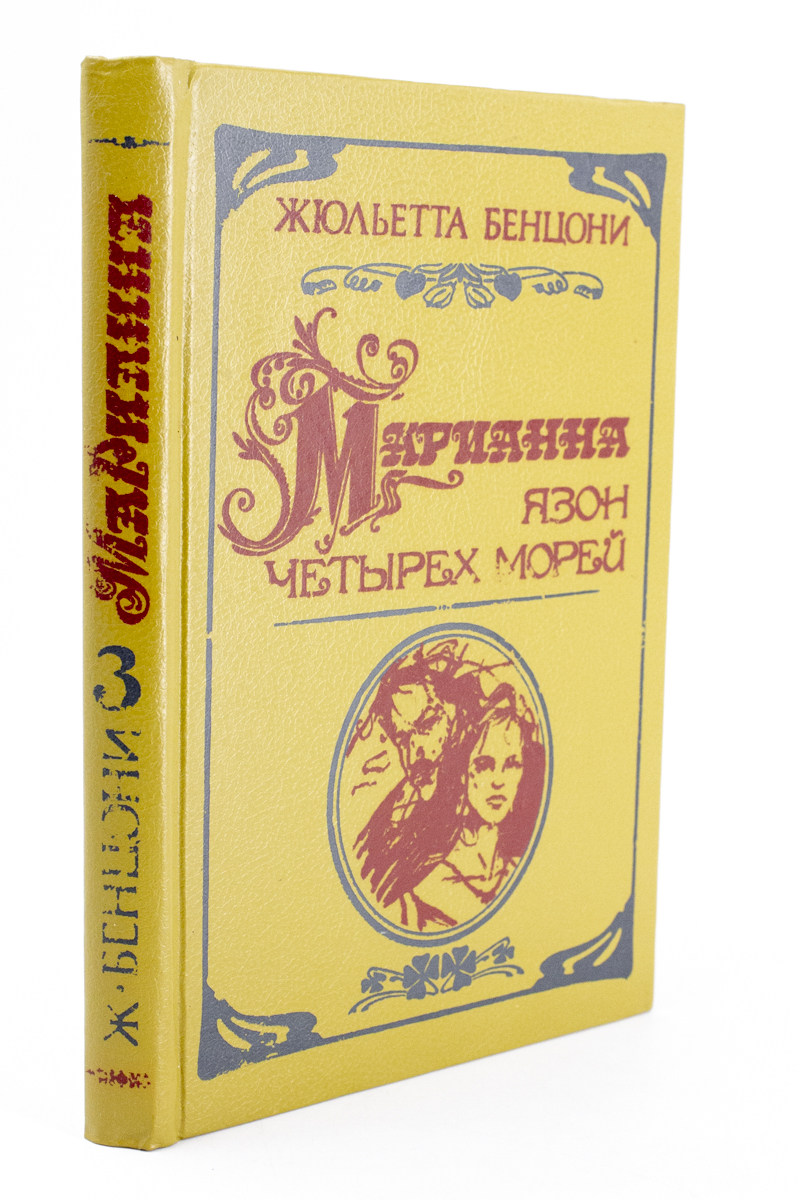 ЖЮЛЬЕТТА БЕНЦОНИ
МАРИАННА
ЯЗОН
ЧЕТЫРЕХ МОРЕЙ
Ж. БЕНЦОНИ 3 МАРИАННА